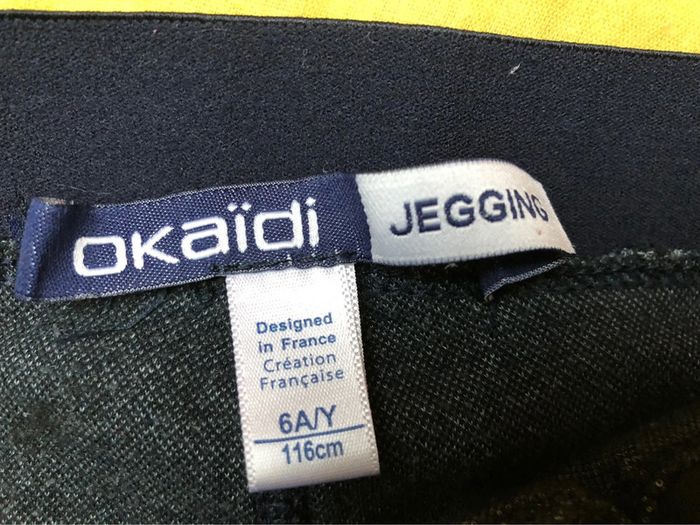 okaïdi JEGGING
Designed
in France
Création
Française
6A/Y
116cm